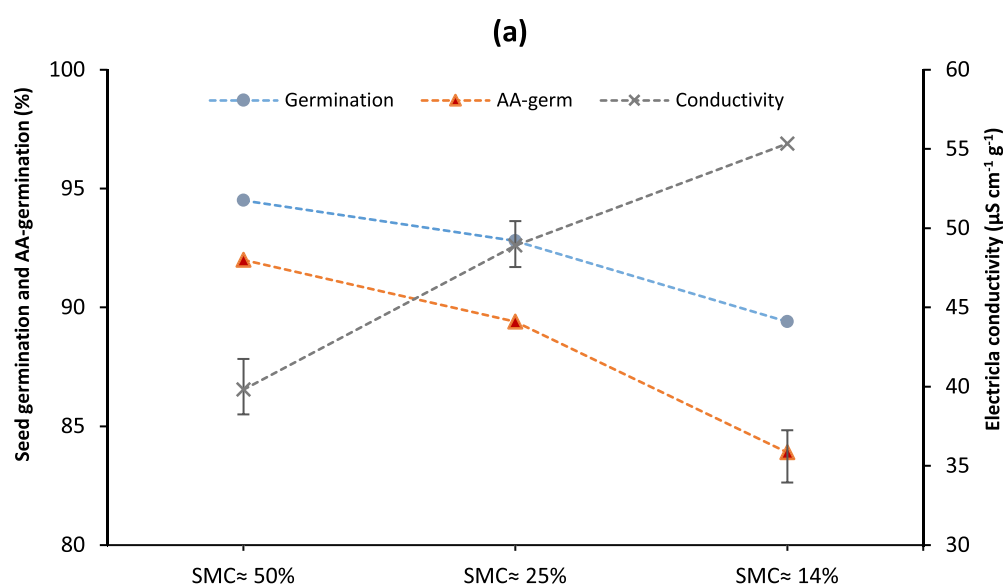 (a)
Germination
AA-germ
Conductivity
Seed germination and AA-germination (%)
100
95
90
85
80
60
55
50
45
40
35
30
Electricla conductivity (µS cm⁻¹ g⁻¹)
SMC≈ 50%
SMC≈ 25%
SMC≈ 14%